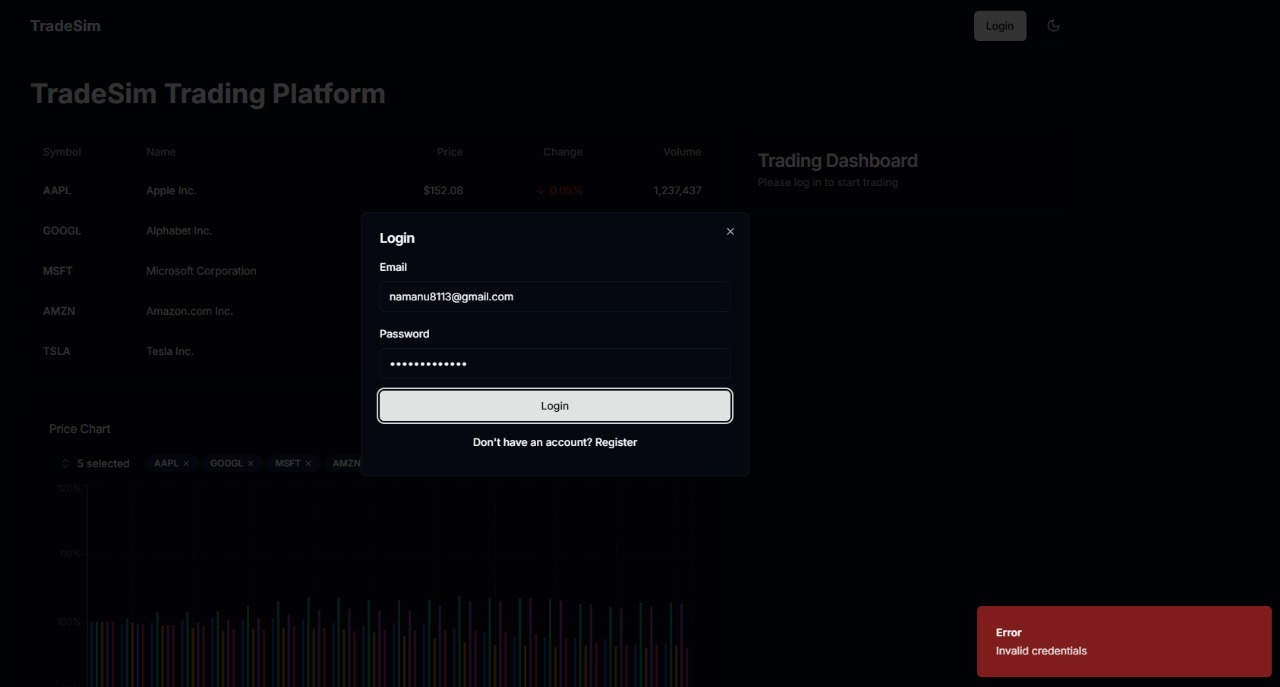 TradeSim
Login
TradeSim Trading Platform
Symbol Name Price Change Volume
AAPL Apple Inc. $152.08 ↓ 0.05% 1,237,437
GOOGL Alphabet Inc.
MSFT Microsoft Corporation
AMZN Amazon.com Inc.
TSLA Tesla Inc.
Trading Dashboard
Please log in to start trading
Login
Email
namanu8113@gmail.com
Password
•••••••••••••
Login
Don't have an account? Register
Price Chart
5 selected AAPL × GOOGL × MSFT × AMZN
120%
110%
100%
Error
Invalid credentials